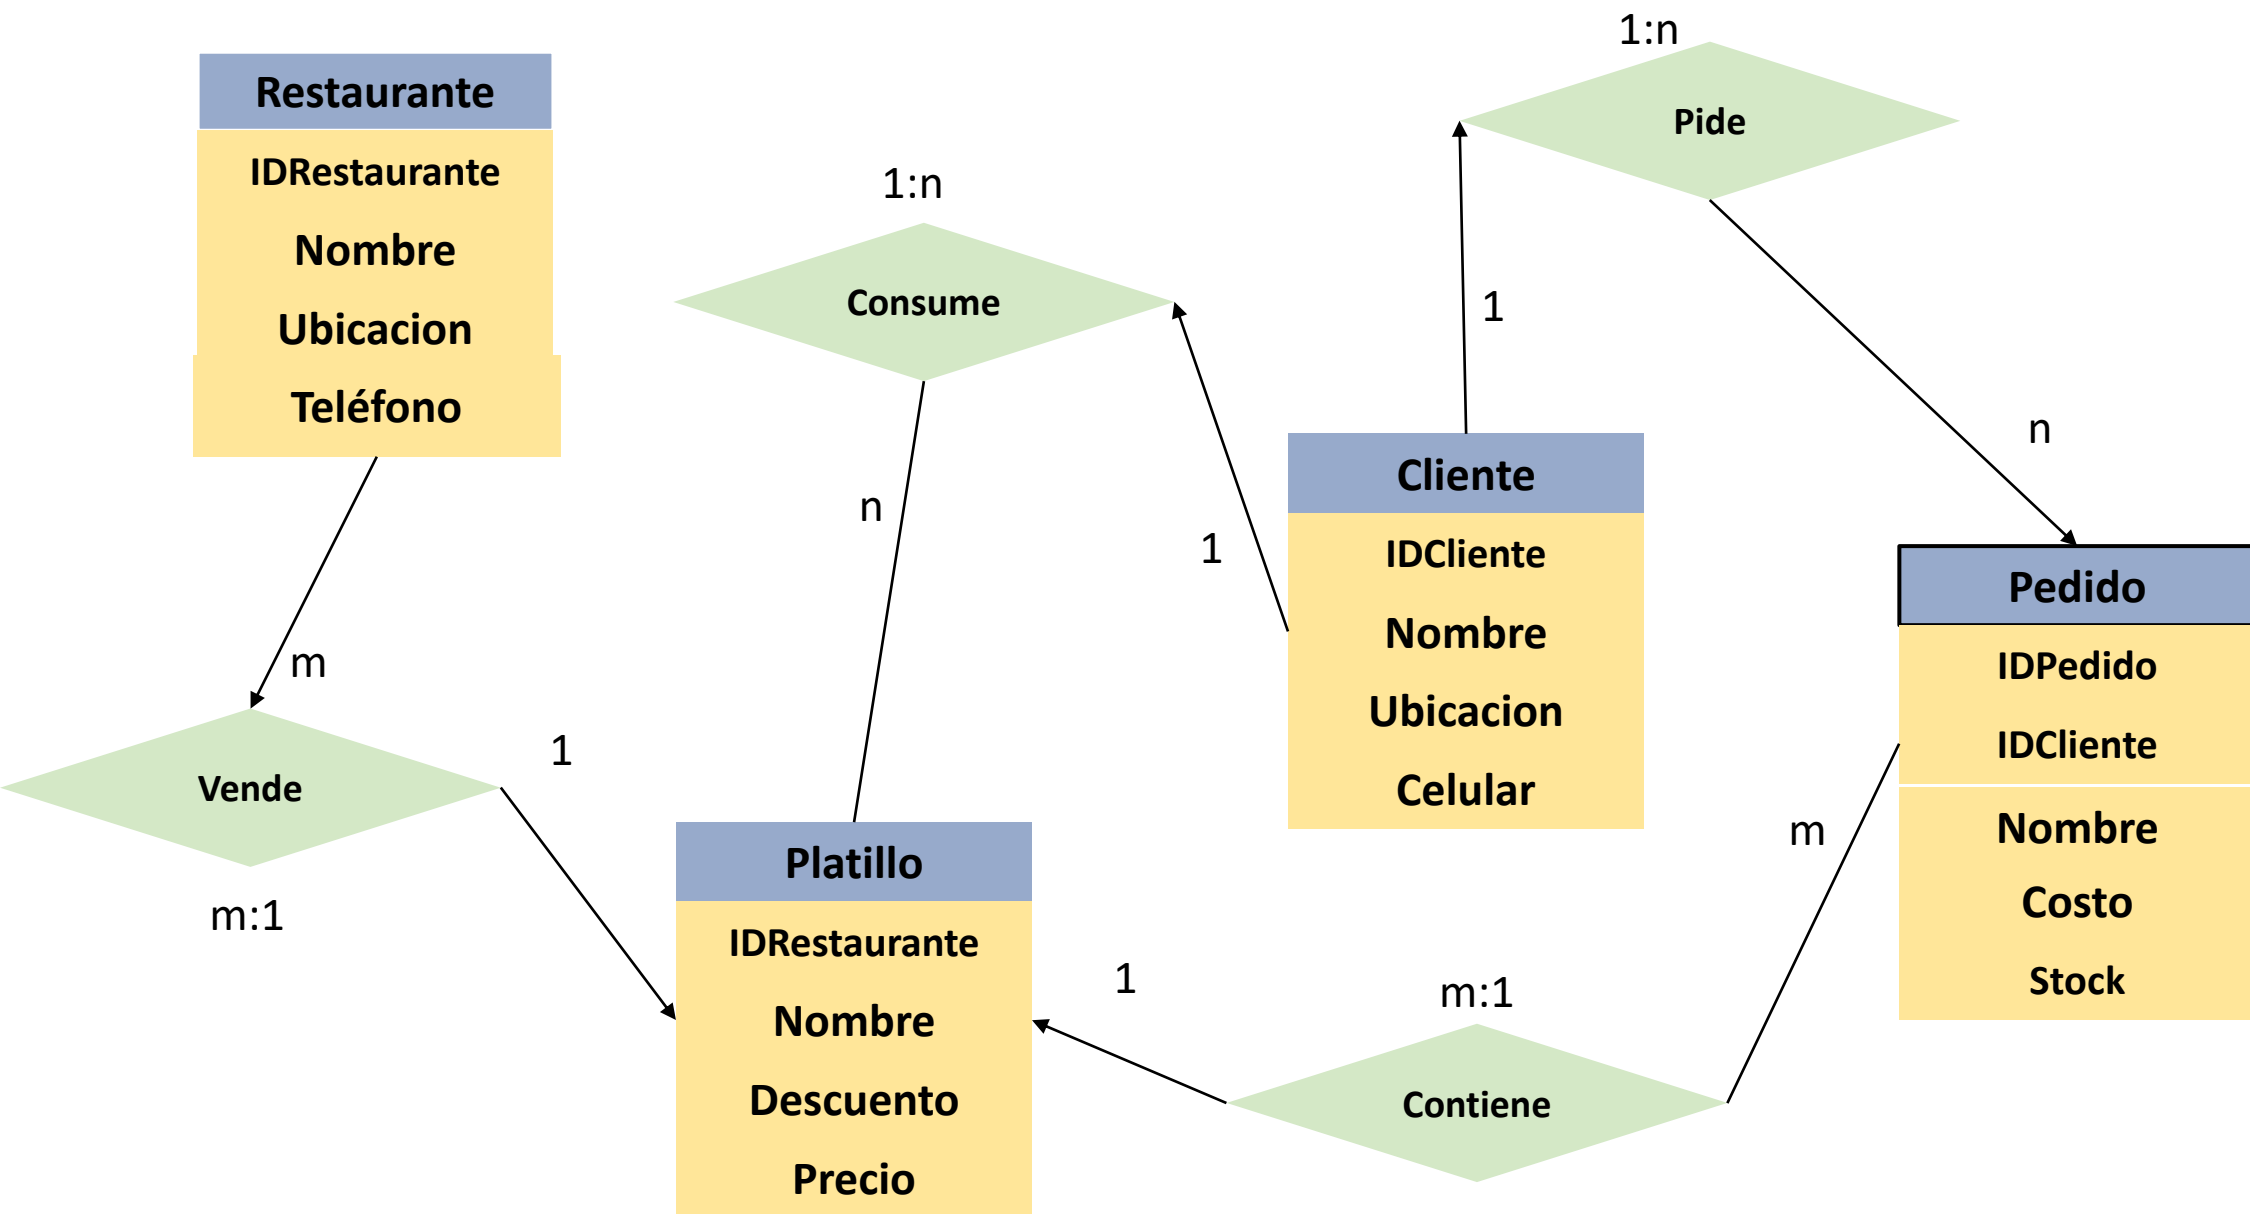 Restaurante
IDRestaurante
Nombre
Ubicacion
Teléfono
m
Vende
m:1
1
1:n
Consume
n
1
Platillo
IDRestaurante
Nombre
Descuento
Precio
1:n
Pide
1
n
Cliente
IDCliente
Nombre
Ubicacion
Celular
Pedido
IDPedido
IDCliente
Nombre
Costo
Stock
m
1
m:1
Contiene